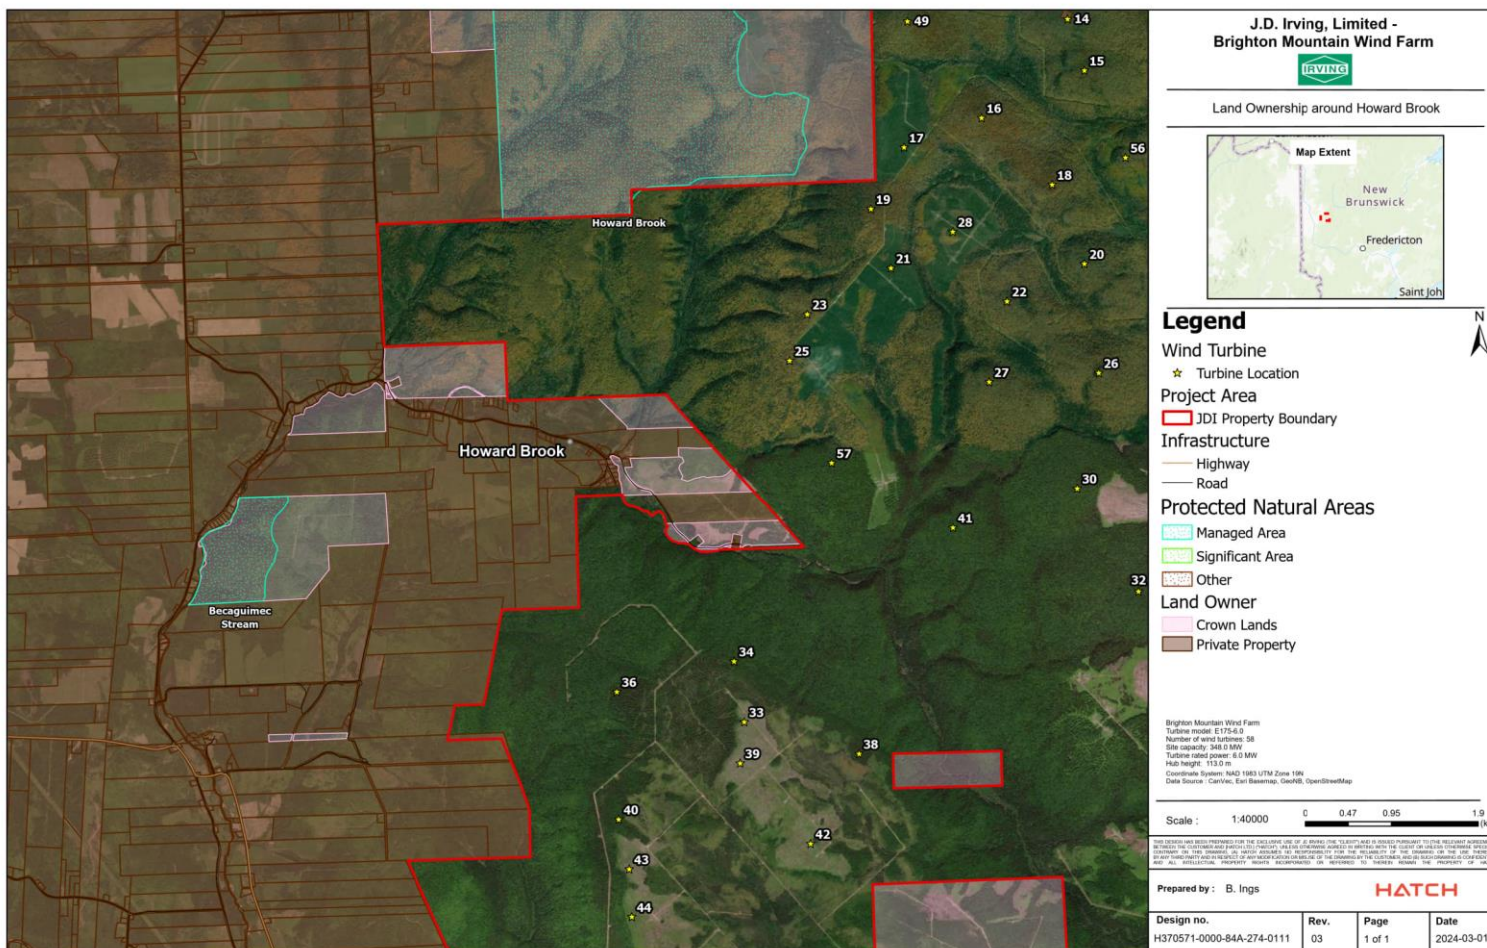 49
14
15
16
17
56
18
19
Howard Brook
28
21
20
22
23
25
27
26
Howard Brook
57
30
41
32
Becaguimec
Stream
34
36
33
39
38
40
42
43
44
J.D. Irving, Limited -
Brighton Mountain Wind Farm
IRVING
Land Ownership around Howard Brook
Map Extent
New
Brunswick
Fredericton
Saint Joh
Legend
N
Wind Turbine
Turbine Location
Project Area
JDI Property Boundary
Infrastructure
Highway
Road
Protected Natural Areas
Managed Area
Significant Area
Other
Land Owner
Crown Lands
Private Property
Brighton Mountain Wind Farm
Turbine model: E175-6.0
Number of wind turbines: 58
Site capacity: 348.0 MW
Turbine rated power: 6.0 MW
Hub height: 113.0 m
Coordinate System: NAD 1983 UTM Zone 19N
Data Source : CanVec, Esri Basemap, GeoNB, OpenStreetMap
Scale : 1:40000 0 0.47 0.95 1.9
Prepared by : B. Ings HATCH
Design no. Rev. Page Date
H370571-0000-84A-274-0111 03 1 of 1 2024-03-01